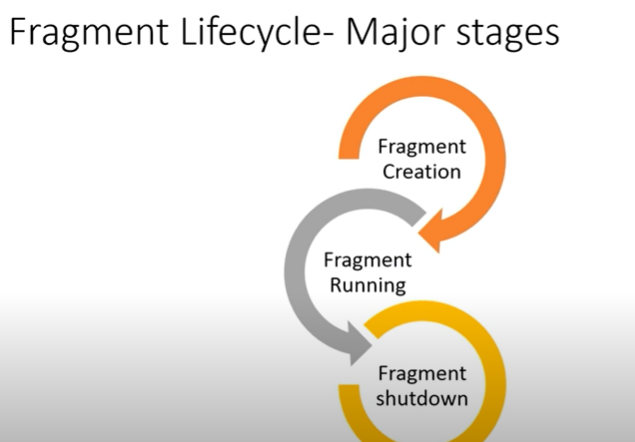 Fragment Lifecycle- Major stages
Fragment
Creation
Fragment
Running
Fragment
shutdown